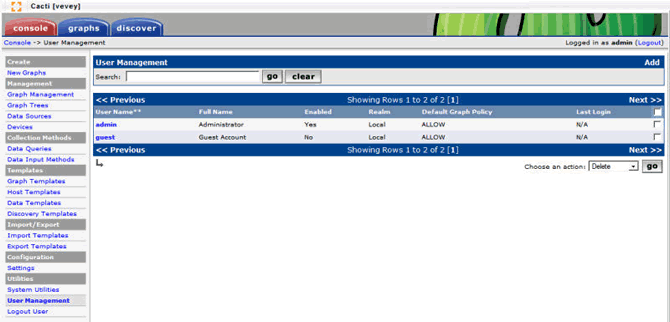 Cacti [vevey]
console graphs discover
Console -> User Management Logged in as admin (Logout)
Create
New Graphs
Management
Graph Management
Graph Trees
Data Sources
Devices
Collection Methods
Data Queries
Data Input Methods
Templates
Graph Templates
Host Templates
Data Templates
Discovery Templates
Import/Export
Import Templates
Export Templates
Configuration
Settings
Utilities
System Utilities
User Management
Logout User
User Management Add
Search: go clear
<< Previous Showing Rows 1 to 2 of 2 [1] Next >>
User Name** Full Name Enabled Realm Default Graph Policy Last Login
admin Administrator Yes Local ALLOW N/A
guest Guest Account No Local ALLOW N/A
<< Previous Showing Rows 1 to 2 of 2 [1] Next >>
Choose an action: Delete go